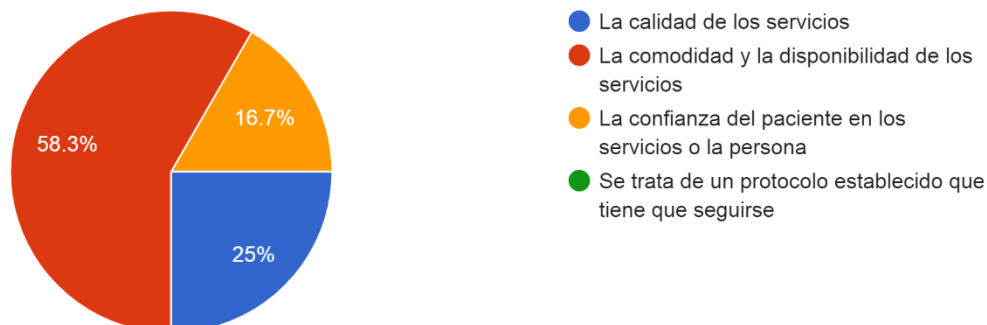 La calidad de los servicios
La comodidad y la disponibilidad de los
servicios
La confianza del paciente en los
servicios o la persona
Se trata de un protocolo establecido que
tiene que seguirse
58.3%
16.7%
25%